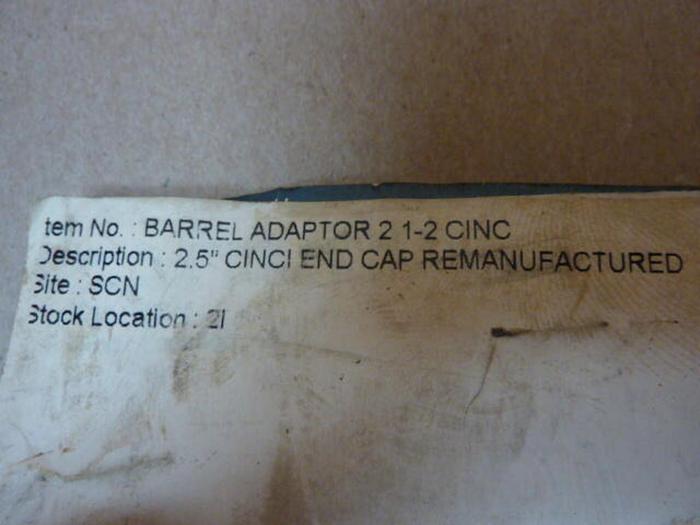 Item No. : BARREL ADAPTOR 2 1-2 CINC
Description : 2.5" CINCI END CAP REMANUFACTURED
Site : SCN
Stock Location : 2I